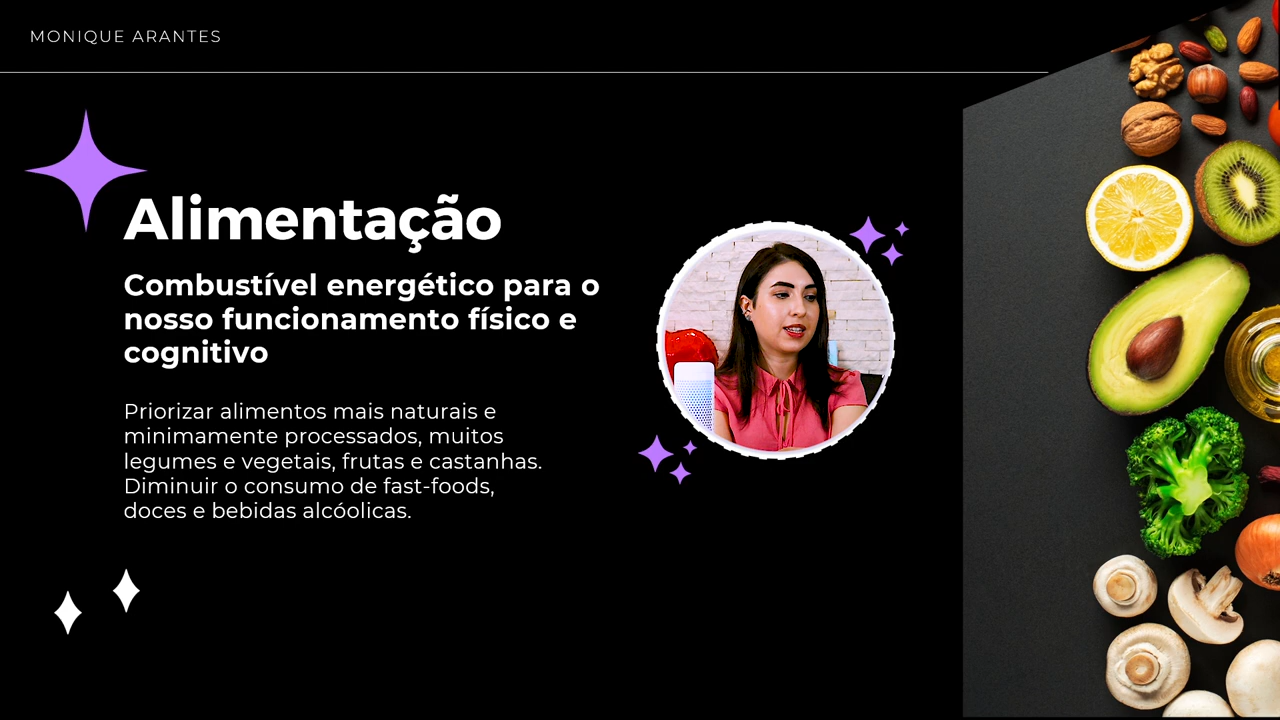 MONIQUE ARANTES
Alimentação
Combustível energético para o
nosso funcionamento físico e
cognitivo
Priorizar alimentos mais naturais e
minimamente processados, muitos
legumes e vegetais, frutas e castanhas.
Diminuir o consumo de fast-foods,
doces e bebidas alcóolicas.